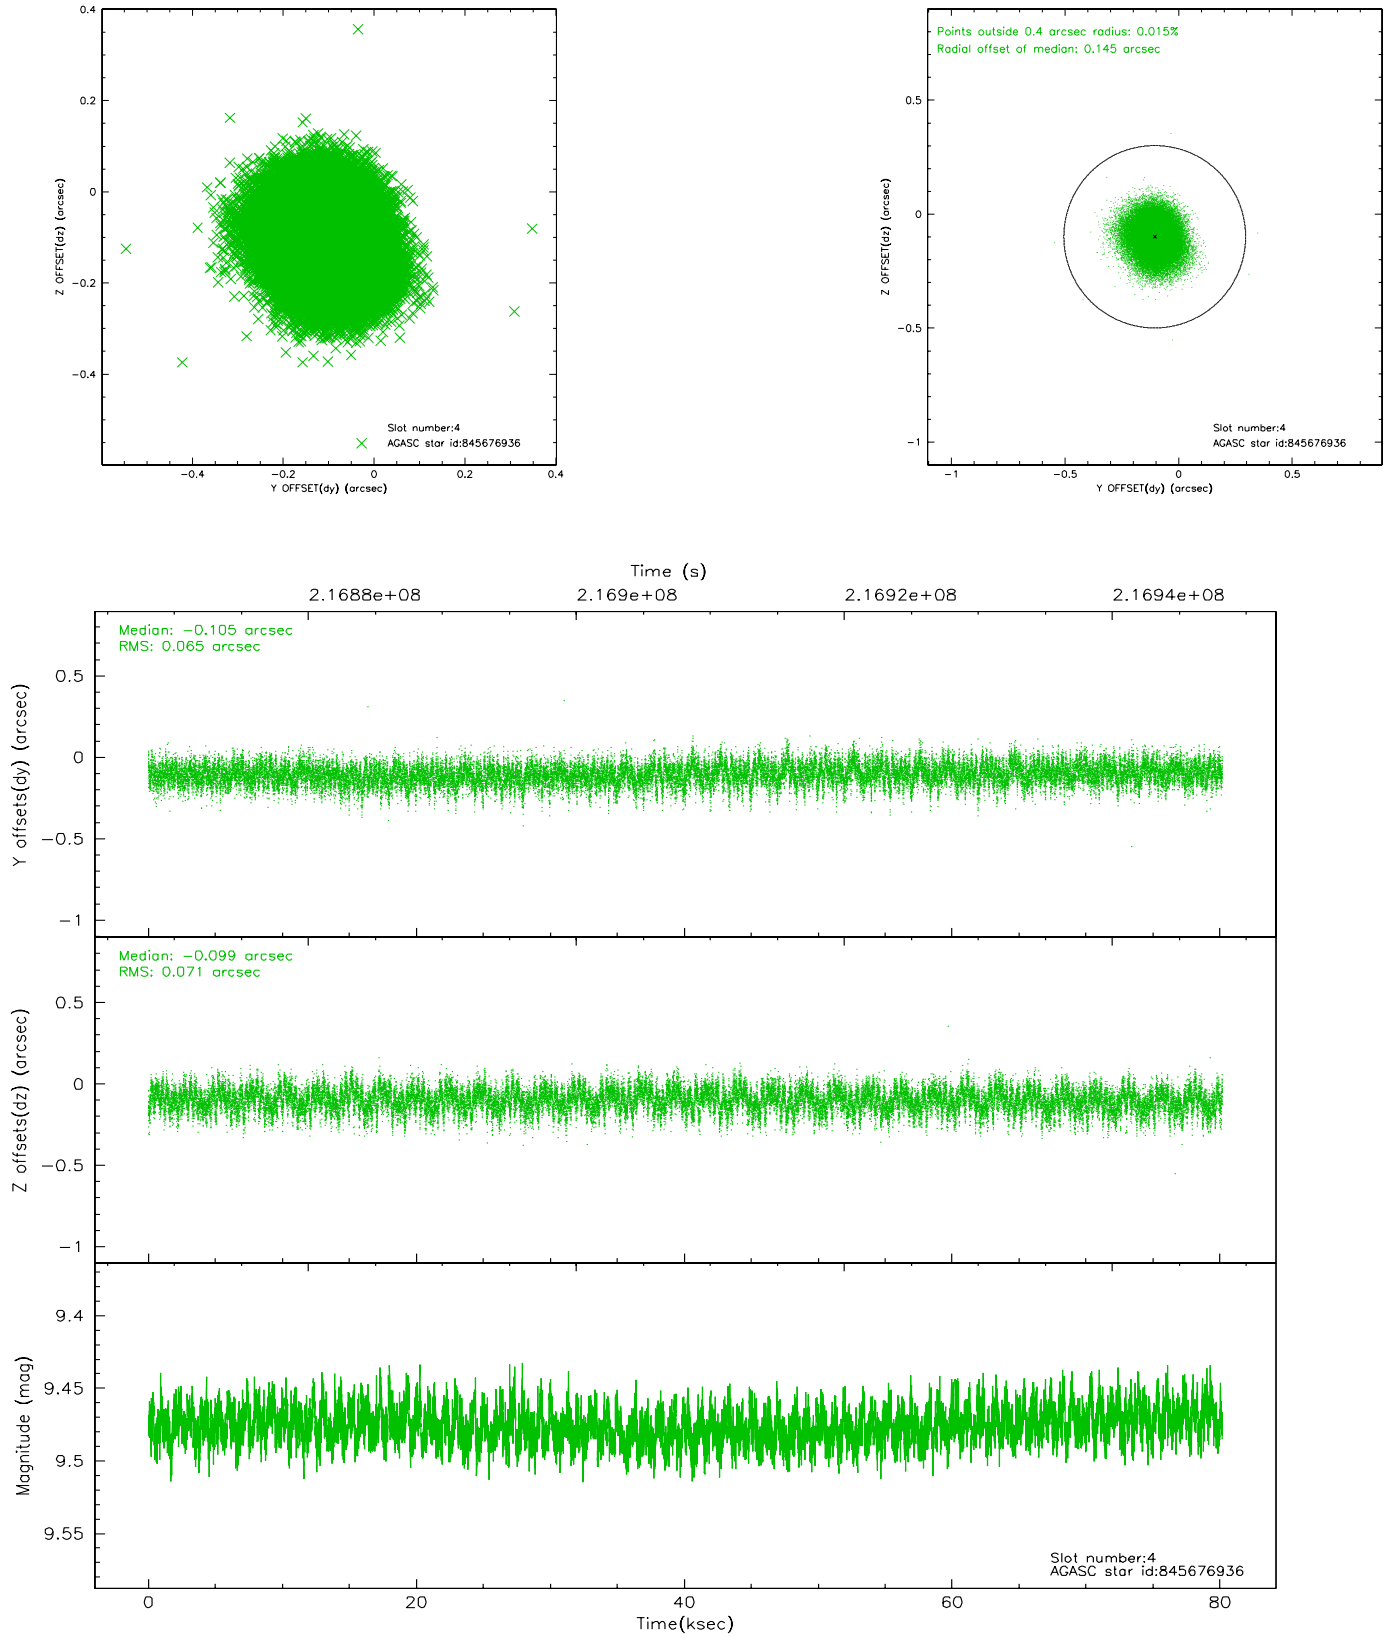 0.4
0.2
0
−0.2
−0.4
Z OFFSET(dz) (arcsec)
Slot number:4
AGASC star id:845676936
−0.4 −0.2 0 0.2 0.4
Y OFFSET(dy) (arcsec)
Points outside 0.4 arcsec radius: 0.015%
Radial offset of median: 0.145 arcsec
0.5
0
−0.5
−1
Z OFFSET(dz) (arcsec)
Slot number:4
AGASC star id:845676936
−1 −0.5 0 0.5
Y OFFSET(dy) (arcsec)
Time (s)
2.1688e+08 2.169e+08 2.1692e+08 2.1694e+08
Median: −0.105 arcsec
RMS: 0.065 arcsec
0.5
0
−0.5
−1
Y offsets(dy) (arcsec)
Median: −0.099 arcsec
RMS: 0.071 arcsec
0.5
0
−0.5
−1
Z offsets(dz) (arcsec)
9.4
9.45
9.5
9.55
Magnitude (mag)
Slot number:4
AGASC star id:845676936
0 20 40 60 80
Time(ksec)